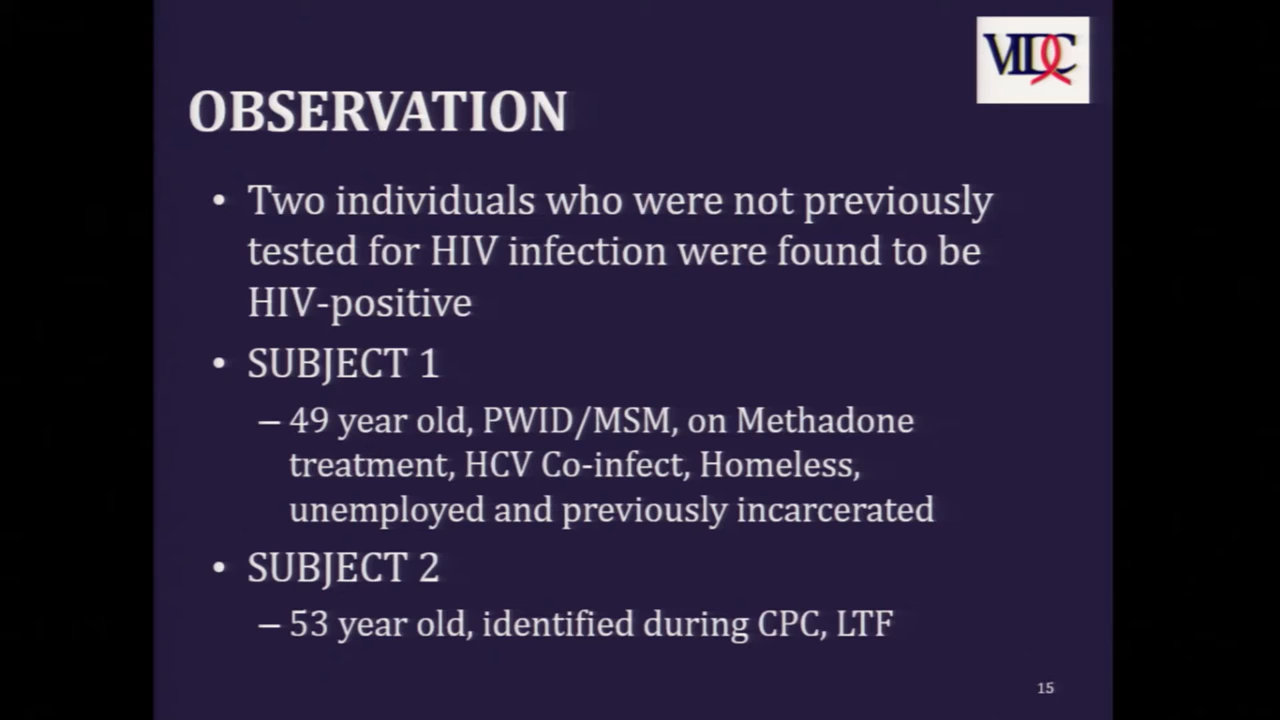 VIDC
OBSERVATION
• Two individuals who were not previously
tested for HIV infection were found to be
HIV-positive
• SUBJECT 1
– 49 year old, PWID/MSM, on Methadone
treatment, HCV Co-infect, Homeless,
unemployed and previously incarcerated
• SUBJECT 2
– 53 year old, identified during CPC, LTF
15